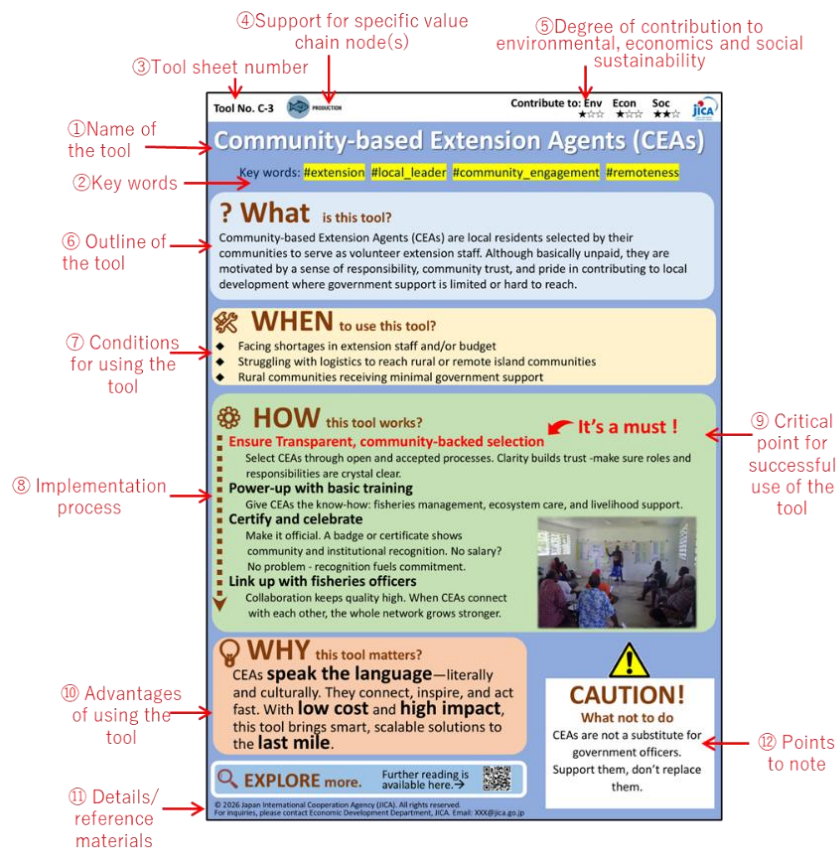 ④Support for specific value
chain node(s)
⑤Degree of contribution to
environmental, economics and social
sustainability
③Tool sheet number
Tool No. C-3
PRODUCTION
Contribute to: Env Econ Soc
★☆☆ ★☆☆ ★★☆
JICA
①Name of
the tool
Community-based Extension Agents (CEAs)
②Key words
Key words: #extension #local_leader #community_engagement #remoteness
⑥ Outline of
the tool
? What is this tool?
Community-based Extension Agents (CEAs) are local residents selected by their
communities to serve as volunteer extension staff. Although basically unpaid, they are
motivated by a sense of responsibility, community trust, and pride in contributing to local
development where government support is limited or hard to reach.
⑦ Conditions
for using the
tool
WHEN to use this tool?
◆ Facing shortages in extension staff and/or budget
◆ Struggling with logistics to reach rural or remote island communities
◆ Rural communities receiving minimal government support
⑧ Implementation
process
HOW this tool works?
It's a must !
⑨ Critical
point for
successful
use of the
tool
Ensure Transparent, community-backed selection
Select CEAs through open and accepted processes. Clarity builds trust -make sure roles and
responsibilities are crystal clear.
Power-up with basic training
Give CEAs the know-how: fisheries management, ecosystem care, and livelihood support.
Certify and celebrate
Make it official. A badge or certificate shows
community and institutional recognition. No salary?
No problem - recognition fuels commitment.
Link up with fisheries officers
Collaboration keeps quality high. When CEAs connect
with each other, the whole network grows stronger.
⑩ Advantages
of using the
tool
WHY this tool matters?
CEAs speak the language—literally
and culturally. They connect, inspire, and act
fast. With low cost and high impact,
this tool brings smart, scalable solutions to
the last mile.
CAUTION!
What not to do
CEAs are not a substitute for
government officers.
Support them, don't replace
them.
⑫ Points
to note
EXPLORE more.
Further reading is
available here.→
⑪ Details/
reference
materials
© 2026 Japan International Cooperation Agency (JICA). All rights reserved.
For inquiries, please contact Economic Development Department, JICA. Email: XXX@jica.go.jp